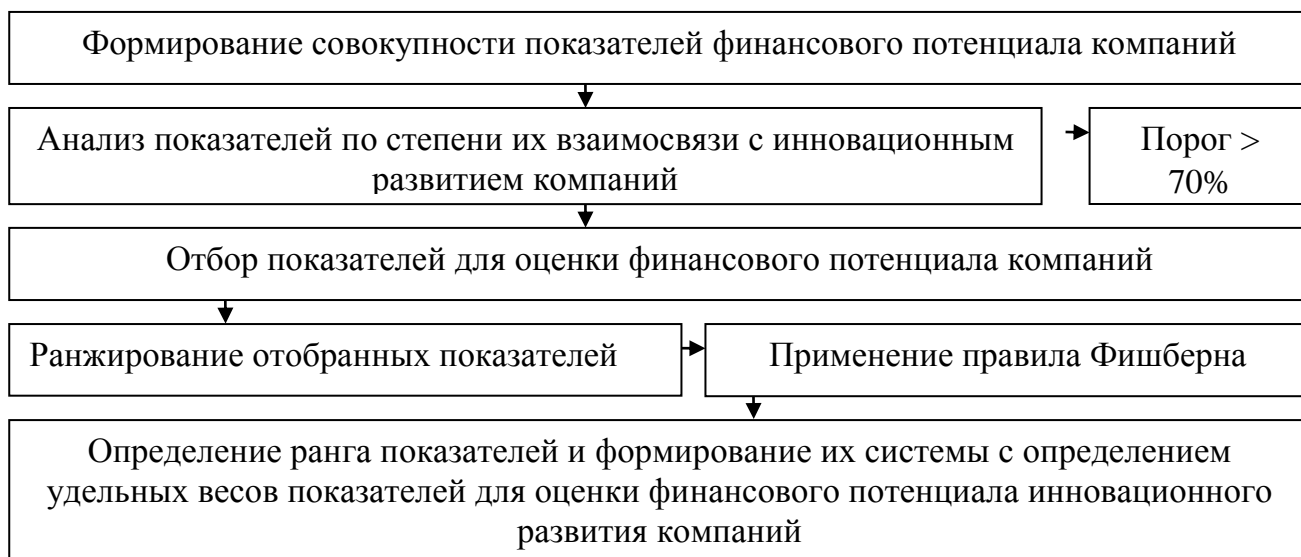 Формирование совокупности показателей финансового потенциала компаний
Анализ показателей по степени их взаимосвязи с инновационным
развитием компаний
Порог >
70%
Отбор показателей для оценки финансового потенциала компаний
Ранжирование отобранных показателей
Применение правила Фишберна
Определение ранга показателей и формирование их системы с определением
удельных весов показателей для оценки финансового потенциала инновационного
развития компаний